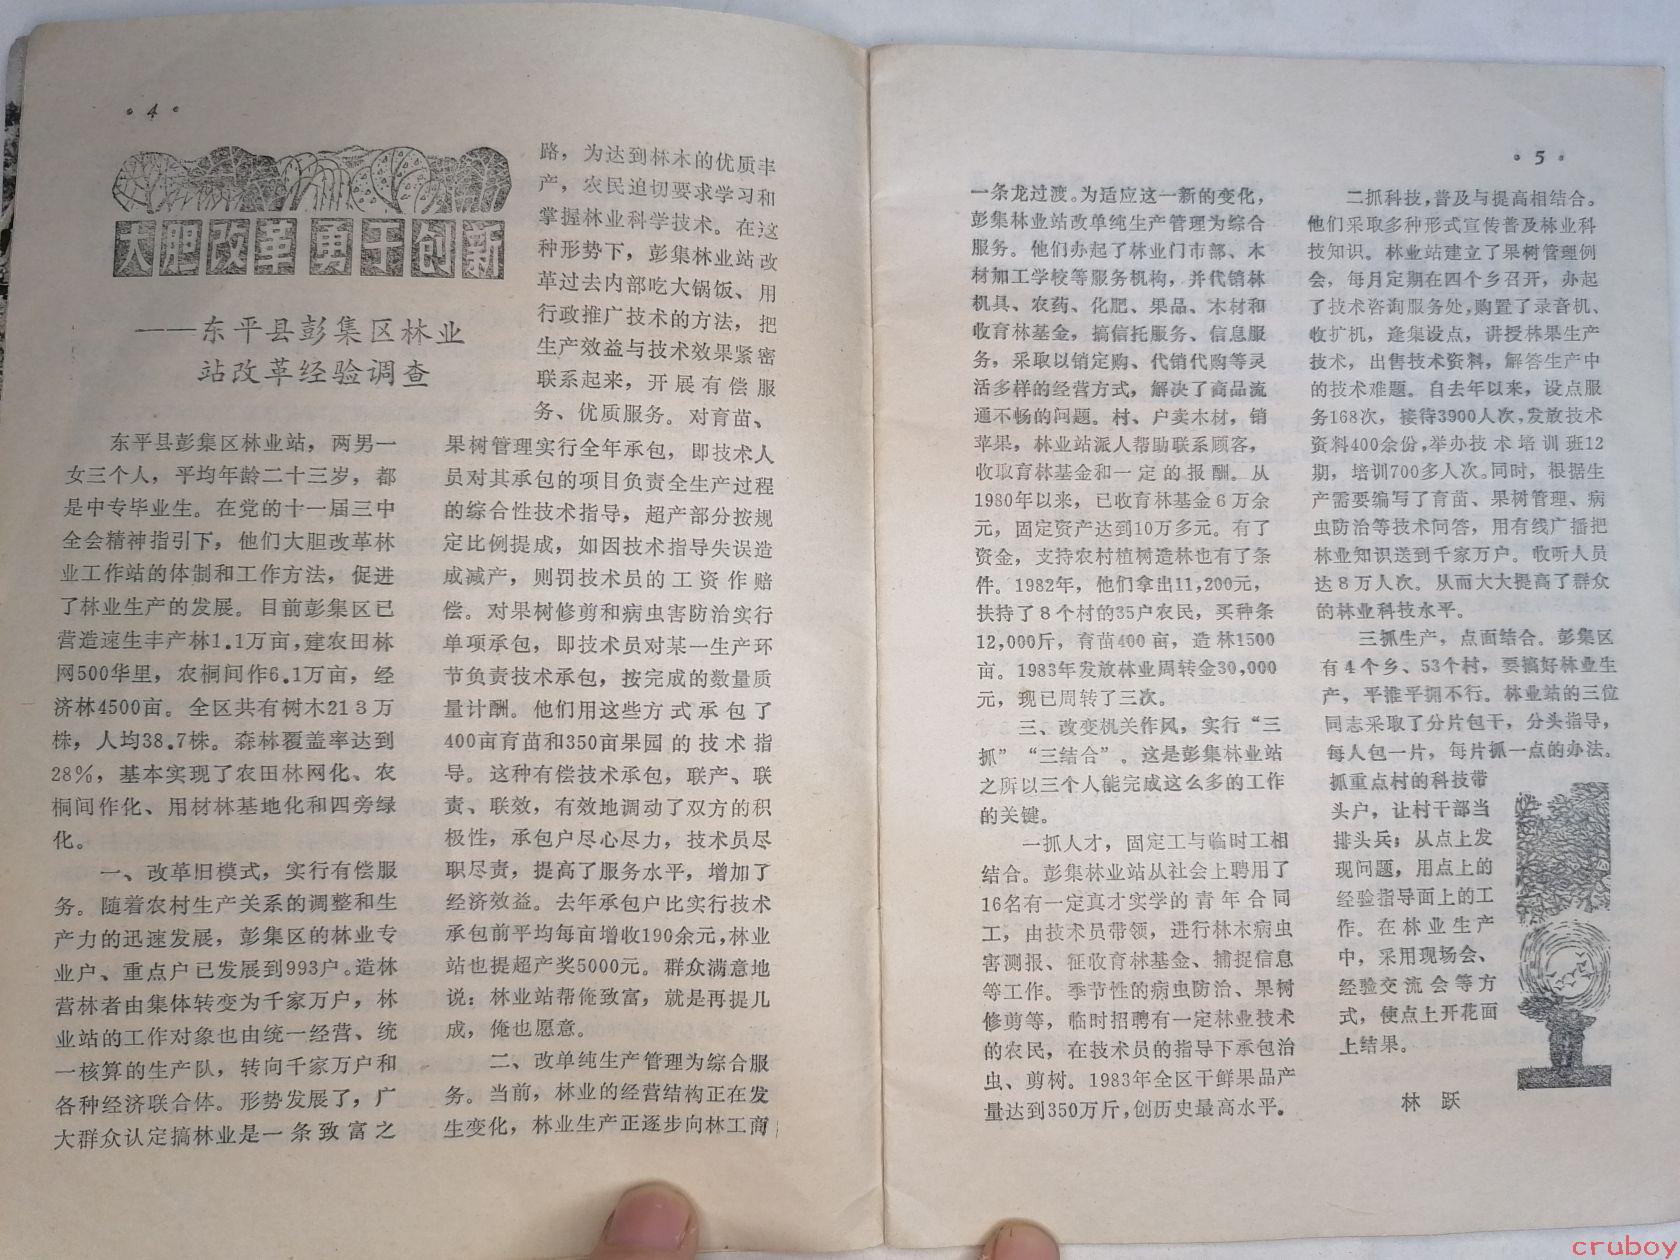 • 4 •
大胆改革 勇于创新
——东平县彭集区林业
站改革经验调查
东平县彭集区林业站，两男一
女三个人，平均年龄二十三岁，都
是中专毕业生。在党的十一届三中
全会精神指引下，他们大胆改革林
业工作站的体制和工作方法，促进
了林业生产的发展。目前彭集区已
营造速生丰产林1.1万亩，建农田林
网500华里，农桐间作6.1万亩，经
济林4500亩。全区共有树木213万
株，人均38.7株。森林覆盖率达到
28%，基本实现了农田林网化、农
桐间作化、用材林基地化和四旁绿
化。
一、改革旧模式，实行有偿服
务。随着农村生产关系的调整和生
产力的迅速发展，彭集区的林业专
业户、重点户已发展到993户。造林
营林者由集体转变为千家万户，林
业站的工作对象也由统一经营、统
一核算的生产队，转向千家万户和
各种经济联合体。形势发展了，广
大群众认定搞林业是一条致富之
路，为达到林木的优质丰
产，农民迫切要求学习和
掌握林业科学技术。在这
种形势下，彭集林业站改
革过去内部吃大锅饭、用
行政推广技术的方法，把
生产效益与技术效果紧密
联系起来，开展有偿服
务、优质服务。对育苗、
果树管理实行全年承包，即技术人
员对其承包的项目负责全生产过程
的综合性技术指导，超产部分按规
定比例提成，如因技术指导失误造
成减产，则罚技术员的工资作赔
偿。对果树修剪和病虫害防治实行
单项承包，即技术员对某一生产环
节负责技术承包，按完成的数量质
量计酬。他们用这些方式承包了
400亩育苗和350亩果园的技术指
导。这种有偿技术承包，联产、联
责、联效，有效地调动了双方的积
极性，承包户尽心尽力，技术员尽
职尽责，提高了服务水平，增加了
经济效益。去年承包户比实行技术
承包前平均每亩增收190余元，林业
站也提超产奖5000元。群众满意地
说：林业站帮俺致富，就是再提几
成，俺也愿意。
二、改单纯生产管理为综合服
务。当前，林业的经营结构正在发
生变化，林业生产正逐步向林工商
• 5 •
一条龙过渡。为适应这一新的变化，
彭集林业站改单纯生产管理为综合
服务。他们办起了林业门市部、木
材加工学校等服务机构，并代销林
机具、农药、化肥、果品、木材和
收育林基金，搞信托服务、信息服
务，采取以销定购、代销代购等灵
活多样的经营方式，解决了商品流
通不畅的问题。村、户卖木材，销
苹果，林业站派人帮助联系顾客，
收取育林基金和一定的报酬。从
1980年以来，已收育林基金6万余
元，固定资产达到10万多元。有了
资金，支持农村植树造林也有了条
件。1982年，他们拿出11,200元，
扶持了8个村的35户农民，买种条
12,000斤，育苗400亩，造林1500
亩。1983年发放林业周转金30,000
元，现已周转了三次。
三、改变机关作风，实行“三
抓”“三结合”。这是彭集林业站
之所以三个人能完成这么多的工作
的关键。
一抓人才，固定工与临时工相
结合。彭集林业站从社会上聘用了
16名有一定真才实学的青年合同
工，由技术员带领，进行林木病虫
害测报、征收育林基金、捕捉信息
等工作。季节性的病虫防治、果树
修剪等，临时招聘有一定林业技术
的农民，在技术员的指导下承包治
虫、剪树。1983年全区干鲜果品产
量达到350万斤，创历史最高水平。
二抓科技，普及与提高相结合。
他们采取多种形式宣传普及林业科
技知识。林业站建立了果树管理例
会，每月定期在四个乡召开，办起
了技术咨询服务处，购置了录音机、
收扩机，逢集设点，讲授林果生产
技术，出售技术资料，解答生产中
的技术难题。自去年以来，设点服
务168次，接待3900人次，发放技术
资料400余份，举办技术培训班12
期，培训700多人次。同时，根据生
产需要编写了育苗、果树管理、病
虫防治等技术问答，用有线广播把
林业知识送到千家万户。收听人员
达8万人次。从而大大提高了群众
的林业科技水平。
三抓生产，点面结合。彭集区
有4个乡、53个村，要搞好林业生
产，平推平拥不行。林业站的三位
同志采取了分片包干，分头指导，
每人包一片，每片抓一点的办法。
抓重点村的科技带
头户，让村干部当
排头兵；从点上发
现问题，用点上的
经验指导面上的工
作。在林业生产
中，采用现场会、
经验交流会等方
式，使点上开花面
上结果。
林 跃
cruboy